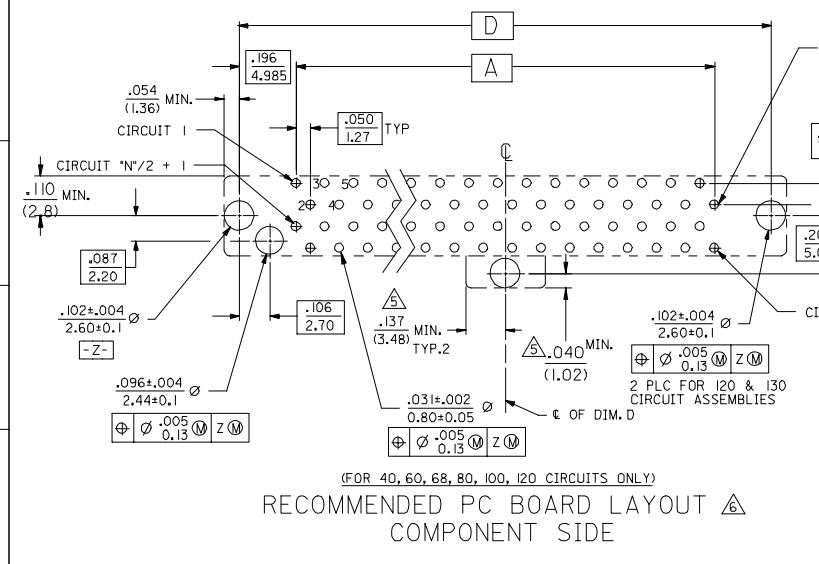 D
.196
4.985
A
.054
(1.36) MIN.
.050
1.27 TYP
CIRCUIT 1
CIRCUIT "N"/2 + 1
℄
3 5
2 4
.110
(2.8) MIN.
.087
2.20
.102±.004
2.60±0.1 Ø
-Z-
.106
2.70
5
.137
(3.48) MIN.
TYP.2
5
.040 MIN.
(1.02)
.102±.004
2.60±0.1 Ø
⌖ Ø .005
0.13 Ⓜ Z Ⓜ
2 PLC FOR 120 & 130
CIRCUIT ASSEMBLIES
.096±.004
2.44±0.1 Ø
⌖ Ø .005
0.13 Ⓜ Z Ⓜ
.031±.002
0.80±0.05 Ø
⌖ Ø .005
0.13 Ⓜ Z Ⓜ
℄ OF DIM.D
(FOR 40, 60, 68, 80, 100, 120 CIRCUITS ONLY)
RECOMMENDED PC BOARD LAYOUT 6
COMPONENT SIDE